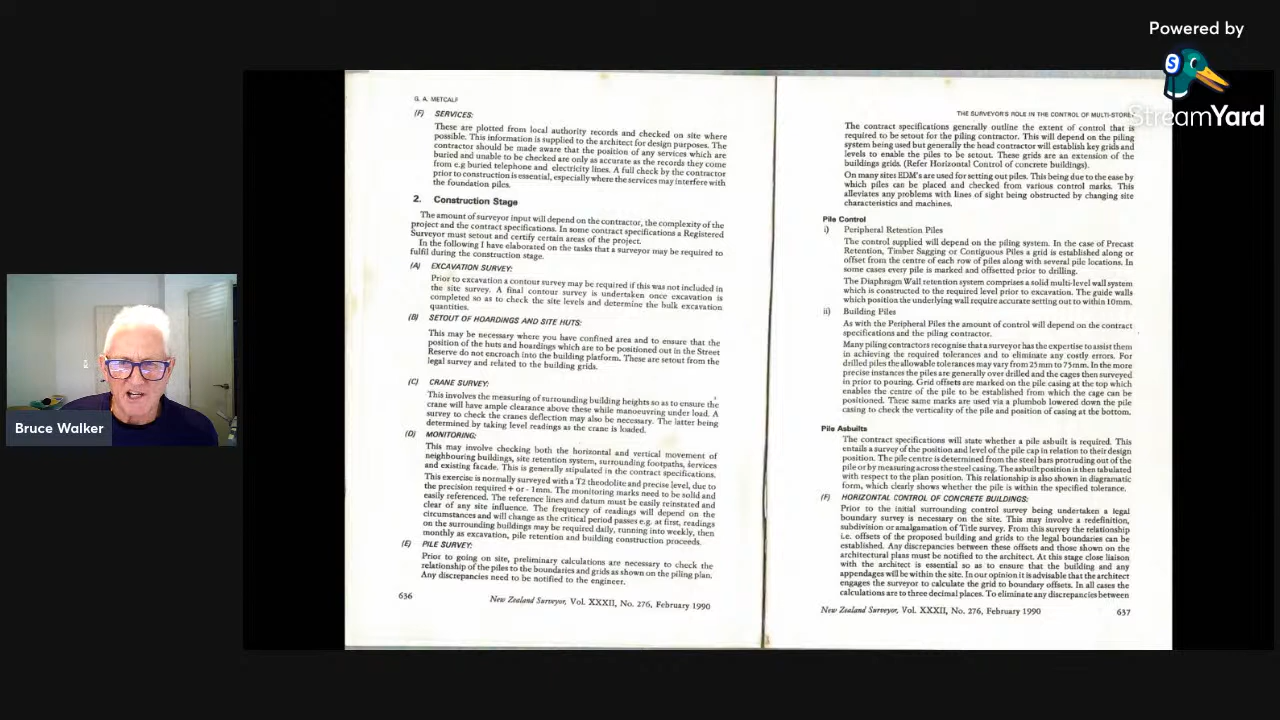 Powered by
StreamYard
Bruce Walker
G. A. METCALF
(F) SERVICES:
These are plotted from local authority records and checked on site where
possible. This information is supplied to the architect for design purposes. The
contractor should be made aware that the position of any services which are
buried and unable to be checked are only as accurate as the records they come
from e.g buried telephone and electricity lines. A full check by the contractor
prior to construction is essential, especially where the services may interfere with
the foundation piles.
2. Construction Stage
The amount of surveyor input will depend on the contractor, the complexity of the
project and the contract specifications. In some contract specifications a Registered
Surveyor must setout and certify certain areas of the project.
In the following I have elaborated on the tasks that a surveyor may be required to
fulfil during the construction stage.
(A) EXCAVATION SURVEY:
Prior to excavation a contour survey may be required if this was not included in
the site survey. A final contour survey is undertaken once excavation is
completed so as to check the site levels and determine the bulk excavation
quantities.
(B) SETOUT OF HOARDINGS AND SITE HUTS:
This may be necessary where you have confined area and to ensure that the
position of the huts and hoardings which are to be positioned out in the Street
Reserve do not encroach into the building platform. These are setout from the
legal survey and related to the building grids.
(C) CRANE SURVEY:
This involves the measuring of surrounding building heights so as to ensure the
crane will have ample clearance above these while manoeuvring under load. A
survey to check the cranes deflection may also be necessary. The latter being
determined by taking level readings as the crane is loaded.
(D) MONITORING:
This may involve checking both the horizontal and vertical movement of
neighbouring buildings, site retention system, surrounding footpaths, services
and existing facade. This is generally stipulated in the contract specifications.
This exercise is normally surveyed with a T2 theodolite and precise level, due to
the precision required + or - 1mm. The monitoring marks need to be solid and
easily referenced. The reference lines and datum must be easily reinstated and
clear of any site influence. The frequency of readings will depend on the
circumstances and will change as the critical period passes e.g. at first, readings
on the surrounding buildings may be required daily, running into weekly, then
monthly as excavation, pile retention and building construction proceeds.
(E) PILE SURVEY:
Prior to going on site, preliminary calculations are necessary to check the
relationship of the piles to the boundaries and grids as shown on the piling plan.
Any discrepancies need to be notified to the engineer.
636
New Zealand Surveyor, Vol. XXXII, No. 276, February 1990
THE SURVEYOR'S ROLE IN THE CONTROL OF MULTI-STORE
The contract specifications generally outline the extent of control that is
required to be setout for the piling contractor. This will depend on the piling
system being used but generally the head contractor will establish key grids and
levels to enable the piles to be setout. These grids are an extension of the
buildings grids. (Refer Horizontal Control of concrete buildings).
On many sites EDM's are used for setting out piles. This being due to the ease by
which piles can be placed and checked from various control marks. This
alleviates any problems with lines of sight being obstructed by changing site
characteristics and machines.
Pile Control
i) Peripheral Retention Piles
The control supplied will depend on the piling system. In the case of Precast
Retention, Timber Sagging or Contiguous Piles a grid is established along or
offset from the centre of each row of piles along with several pile locations. In
some cases every pile is marked and offsetted prior to drilling.
The Diaphragm Wall retention system comprises a solid multi-level wall system
which is constructed to the required level prior to excavation. The guide walls
which position the underlying wall require accurate setting out to within 10mm.
ii) Building Piles
As with the Peripheral Piles the amount of control will depend on the contract
specifications and the piling contractor.
Many piling contractors recognise that a surveyor has the expertise to assist them
in achieving the required tolerances and to eliminate any costly errors. For
drilled piles the allowable tolerances may vary from 25mm to 75mm. In the more
precise instances the piles are generally over drilled and the cages then surveyed
in prior to pouring. Grid offsets are marked on the pile casing at the top which
enables the centre of the pile to be established from which the cage can be
positioned. These same marks are used via a plumbob lowered down the pile
casing to check the verticality of the pile and position of casing at the bottom.
Pile Asbuilts
The contract specifications will state whether a pile asbuilt is required. This
entails a survey of the position and level of the pile cap in relation to their design
position. The pile centre is determined from the steel bars protruding out of the
pile or by measuring across the steel casing. The asbuilt position is then tabulated
with respect to the plan position. This relationship is also shown in diagramatic
form, which clearly shows whether the pile is within the specified tolerance.
(F) HORIZONTAL CONTROL OF CONCRETE BUILDINGS:
Prior to the initial surrounding control survey being undertaken a legal
boundary survey is necessary on the site. This may involve a redefinition,
subdivision or amalgamation of Title survey. From this survey the relationship
i.e. offsets of the proposed building and grids to the legal boundaries can be
established. Any discrepancies between these offsets and those shown on the
architectural plans must be notified to the architect. At this stage close liaison
with the architect is essential so as to ensure that the building and any
appendages will be within the site. In our opinion it is advisable that the architect
engages the surveyor to calculate the grid to boundary offsets. In all cases the
calculations are to three decimal places. To eliminate any discrepancies between
New Zealand Surveyor, Vol. XXXII, No. 276, February 1990
637